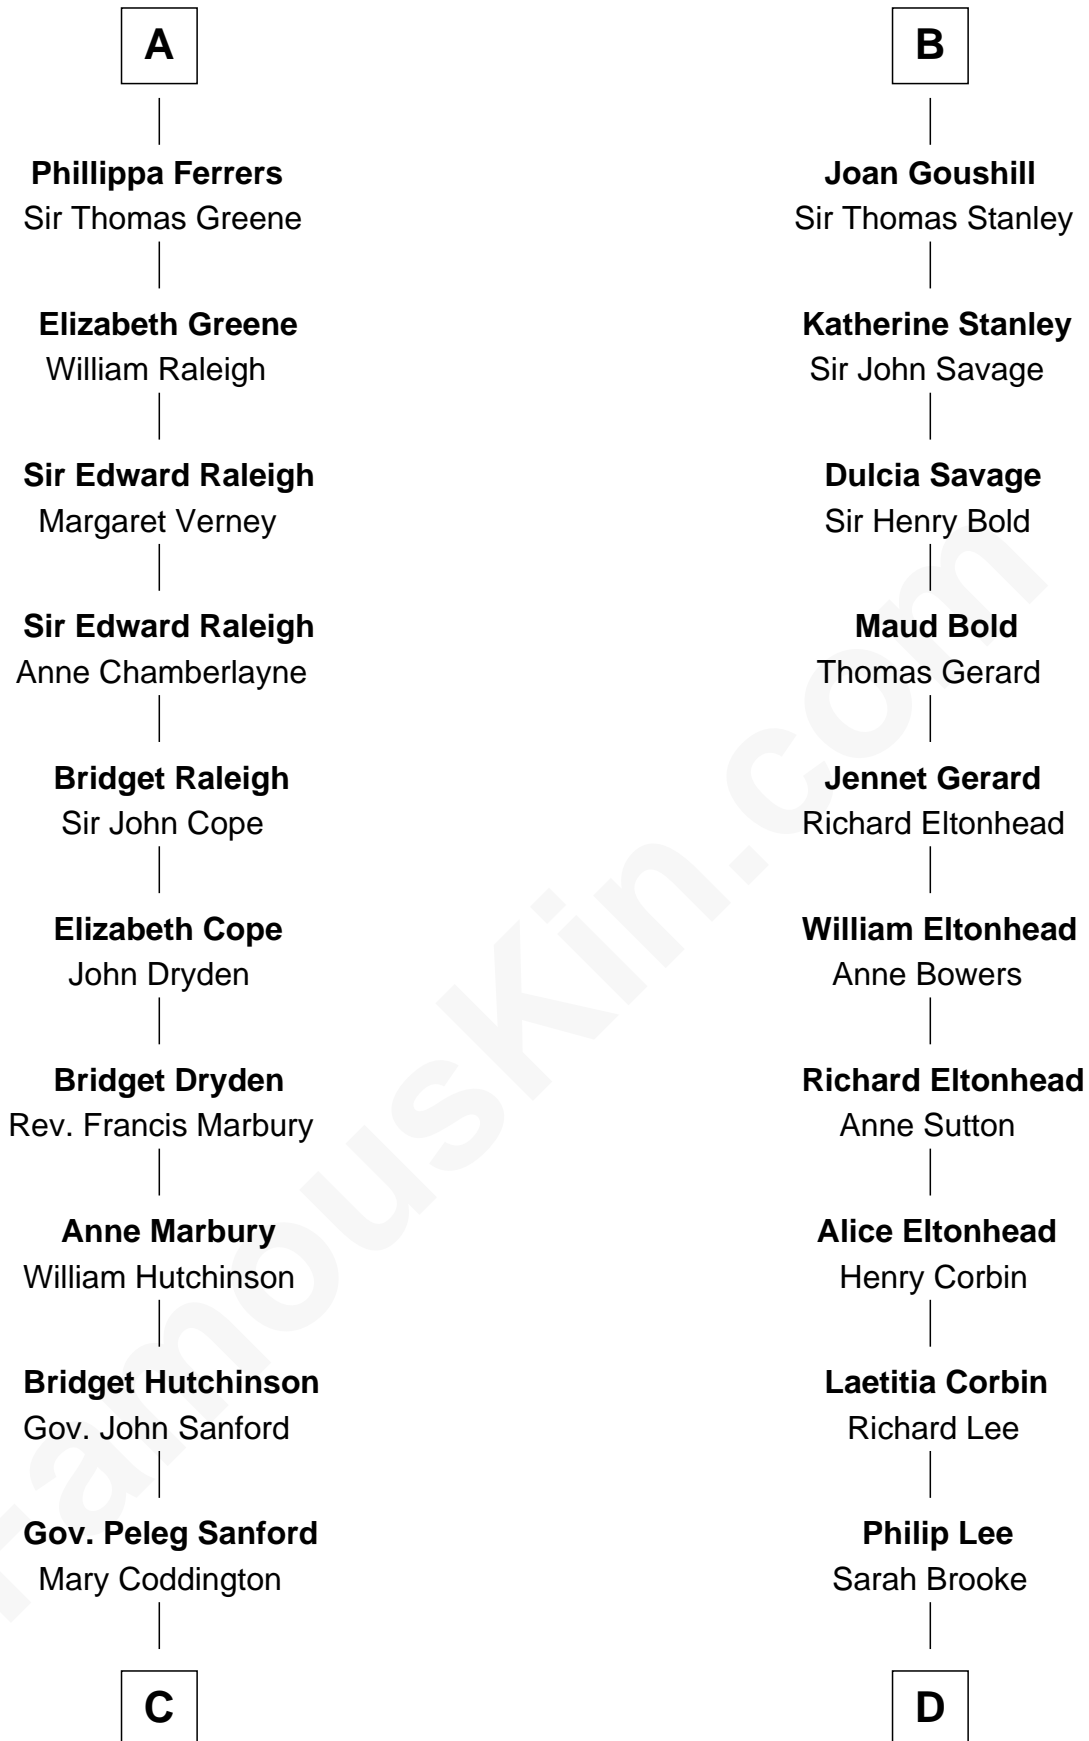 A
Phillippa Ferrers
Sir Thomas Greene
Elizabeth Greene
William Raleigh
Sir Edward Raleigh
Margaret Verney
Sir Edward Raleigh
Anne Chamberlayne
Bridget Raleigh
Sir John Cope
Elizabeth Cope
John Dryden
Bridget Dryden
Rev. Francis Marbury
Anne Marbury
William Hutchinson
Bridget Hutchinson
Gov. John Sanford
Gov. Peleg Sanford
Mary Coddington
C
B
Joan Goushill
Sir Thomas Stanley
Katherine Stanley
Sir John Savage
Dulcia Savage
Sir Henry Bold
Maud Bold
Thomas Gerard
Jennet Gerard
Richard Eltonhead
William Eltonhead
Anne Bowers
Richard Eltonhead
Anne Sutton
Alice Eltonhead
Henry Corbin
Laetitia Corbin
Richard Lee
Philip Lee
Sarah Brooke
D
FamousKin.com